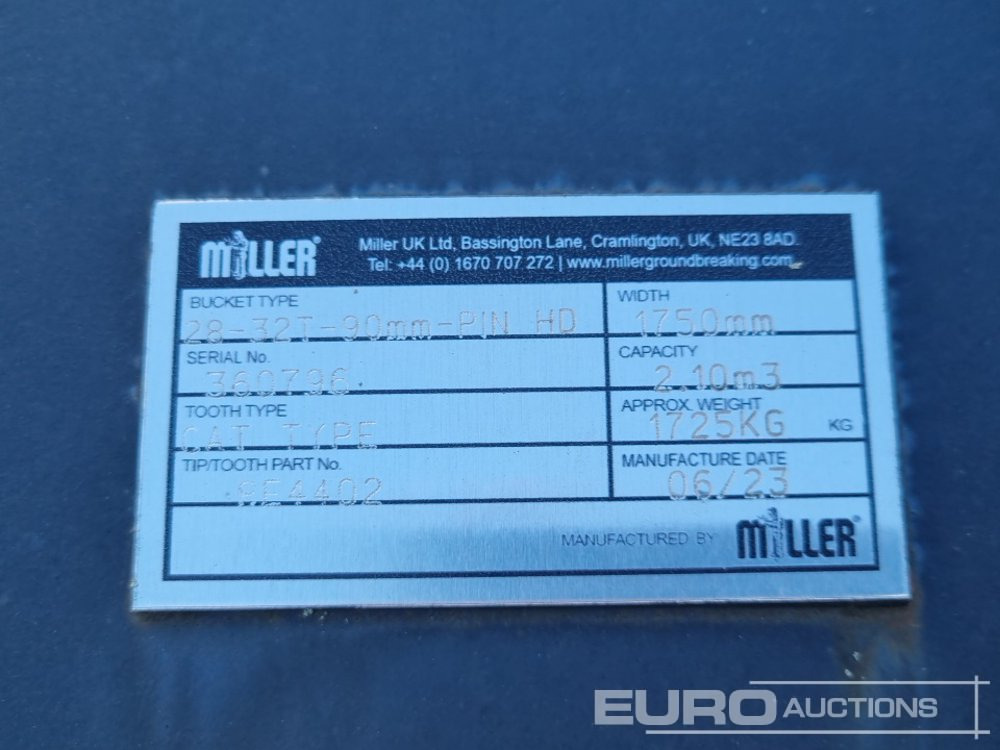 MILLER®
Miller UK Ltd, Bassington Lane, Cramlington, UK, NE23 8AD.
Tel: +44 (0) 1670 707 272 | www.millergroundbreaking.com
BUCKET TYPE
28-32T-90mm-PIN HD
WIDTH
1750mm
SERIAL No.
360796
CAPACITY
2.10m3
TOOTH TYPE
CAT TYPE
APPROX. WEIGHT
1725KG KG
TIP/TOOTH PART No.
SE4402
MANUFACTURE DATE
06/23
MANUFACTURED BY MILLER®
EURO AUCTIONS